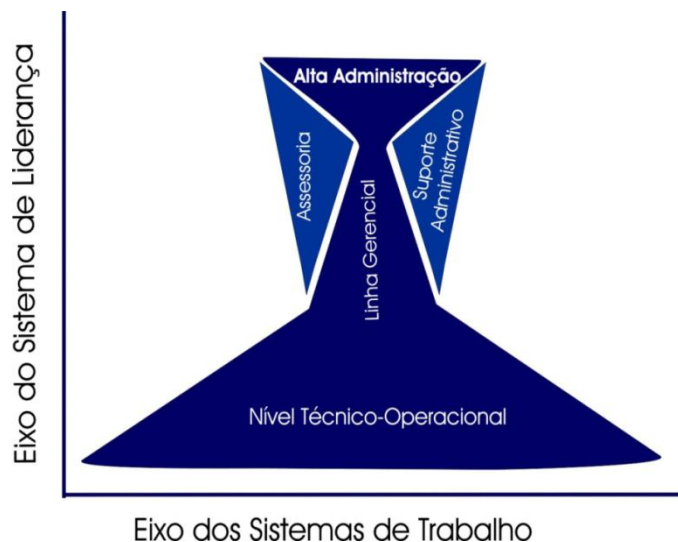 Eixo do Sistema de Liderança
Alta Administração
Assessoria
Linha Gerencial
Suporte
Administrativo
Nível Técnico-Operacional
Eixo dos Sistemas de Trabalho